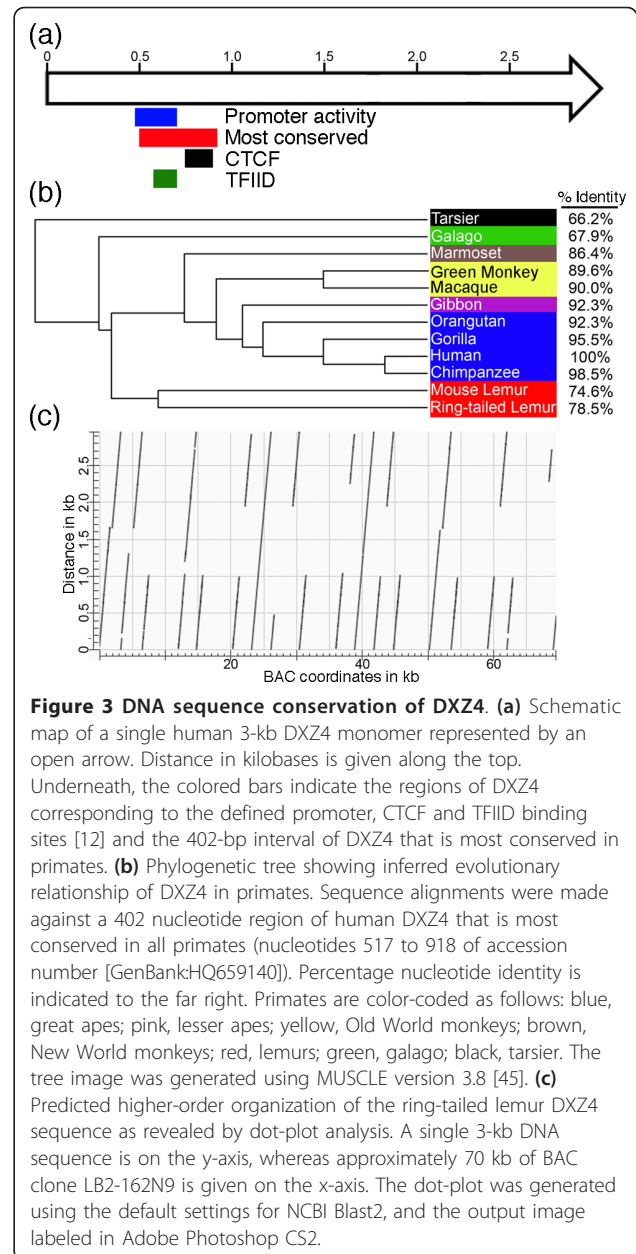 (a)
0 0.5 1.0 1.5 2.0 2.5
Promoter activity
Most conserved
CTCF
TFIID
(b)
% Identity
Tarsier 66.2%
Galago 67.9%
Marmoset 86.4%
Green Monkey 89.6%
Macaque 90.0%
Gibbon 92.3%
Orangutan 92.3%
Gorilla 95.5%
Human 100%
Chimpanzee 98.5%
Mouse Lemur 74.6%
Ring-tailed Lemur 78.5%
(c)
Distance in kb
2.5
2.0
1.5
1.0
0.5
0
20 40 60
BAC coordinates in kb
Figure 3 DNA sequence conservation of DXZ4. (a) Schematic
map of a single human 3-kb DXZ4 monomer represented by an
open arrow. Distance in kilobases is given along the top.
Underneath, the colored bars indicate the regions of DXZ4
corresponding to the defined promoter, CTCF and TFIID binding
sites [12] and the 402-bp interval of DXZ4 that is most conserved in
primates. (b) Phylogenetic tree showing inferred evolutionary
relationship of DXZ4 in primates. Sequence alignments were made
against a 402 nucleotide region of human DXZ4 that is most
conserved in all primates (nucleotides 517 to 918 of accession
number [GenBank:HQ659140]). Percentage nucleotide identity is
indicated to the far right. Primates are color-coded as follows: blue,
great apes; pink, lesser apes; yellow, Old World monkeys; brown,
New World monkeys; red, lemurs; green, galago; black, tarsier. The
tree image was generated using MUSCLE version 3.8 [45]. (c)
Predicted higher-order organization of the ring-tailed lemur DXZ4
sequence as revealed by dot-plot analysis. A single 3-kb DNA
sequence is on the y-axis, whereas approximately 70 kb of BAC
clone LB2-162N9 is given on the x-axis. The dot-plot was generated
using the default settings for NCBI Blast2, and the output image
labeled in Adobe Photoshop CS2.